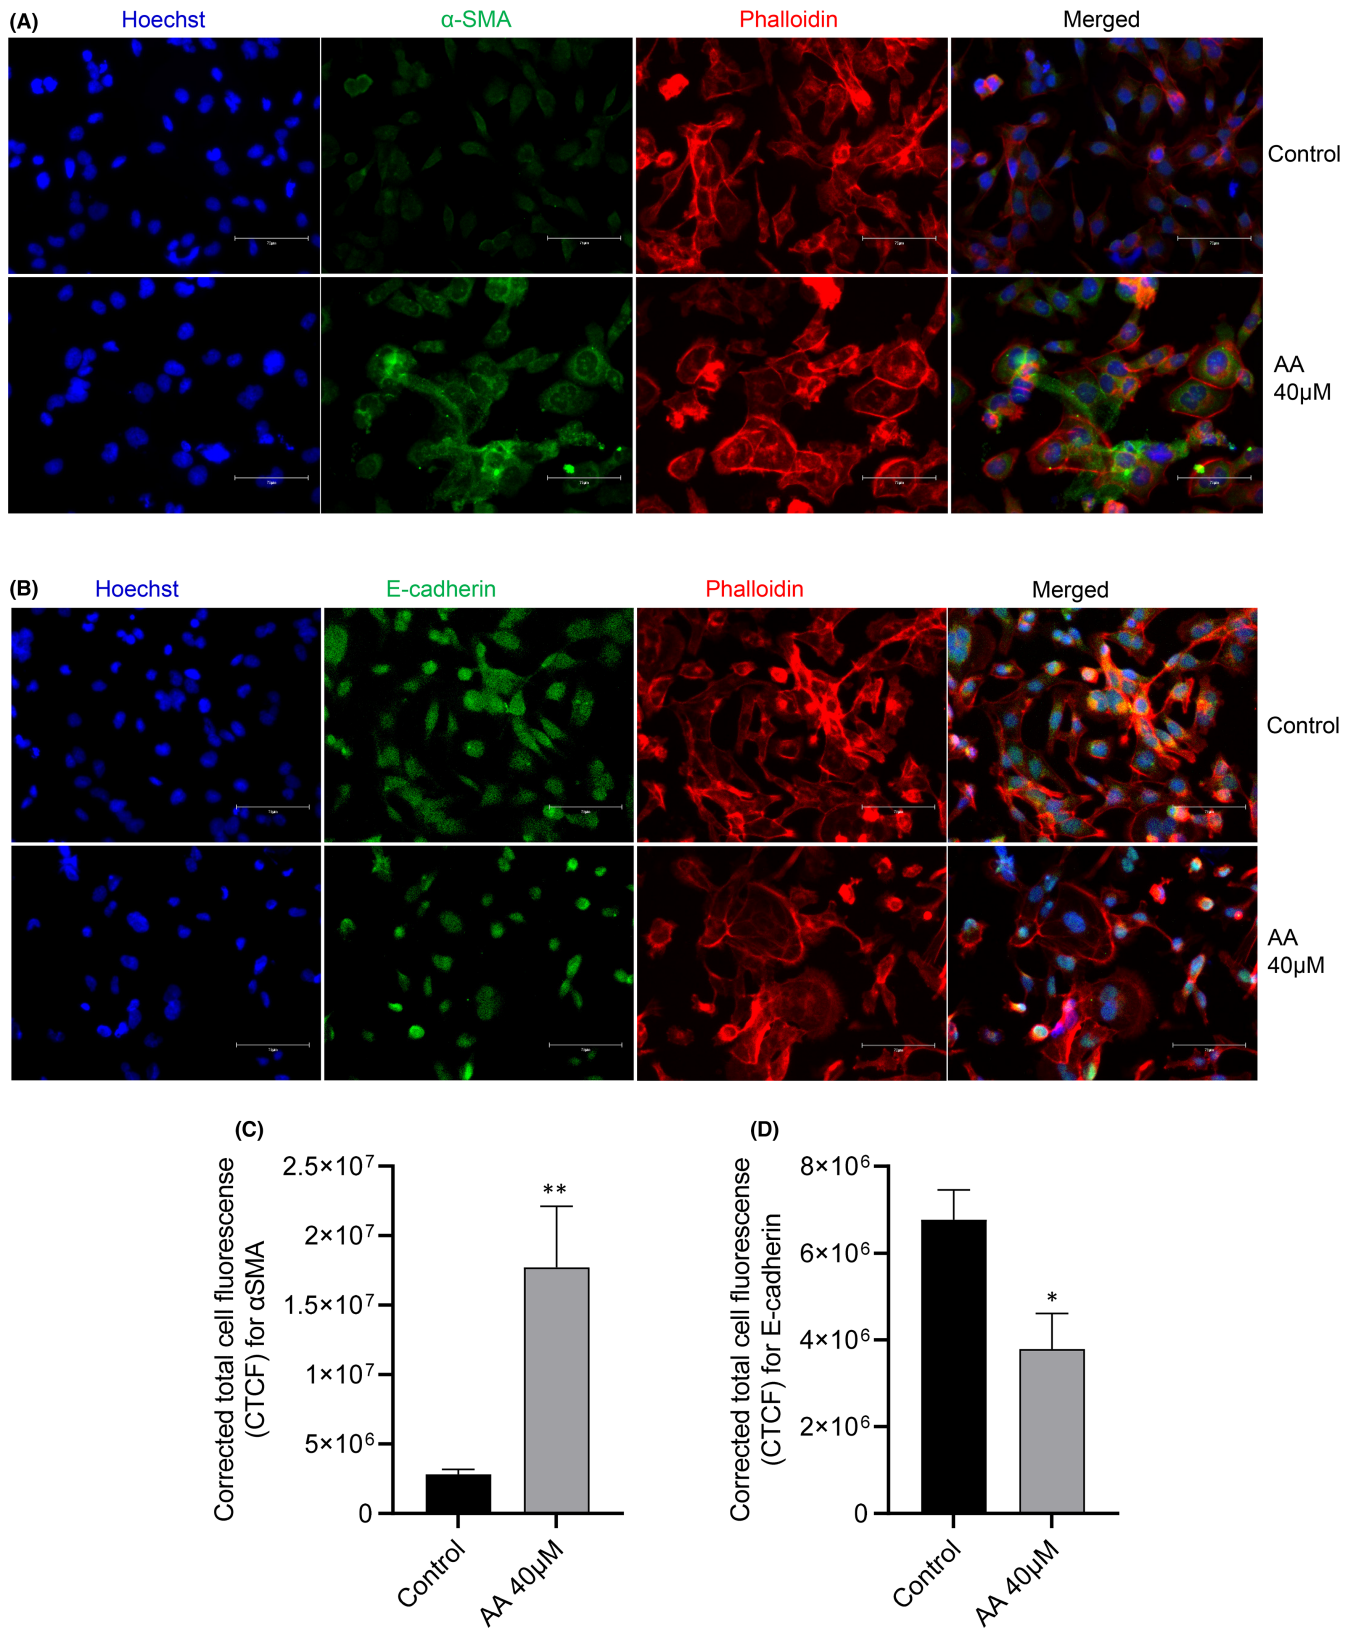 (A) Hoechst α-SMA Phalloidin Merged
Control
AA
40μM
(B) Hoechst E-cadherin Phalloidin Merged
Control
AA
40μM
(C)
Corrected total cell fluorescense
(CTCF) for αSMA
2.5×10⁷
2×10⁷
1.5×10⁷
1×10⁷
5×10⁶
0
**
Control
AA 40μM
(D)
Corrected total cell fluorescense
(CTCF) for E-cadherin
8×10⁶
6×10⁶
4×10⁶
2×10⁶
0
*
Control
AA 40μM